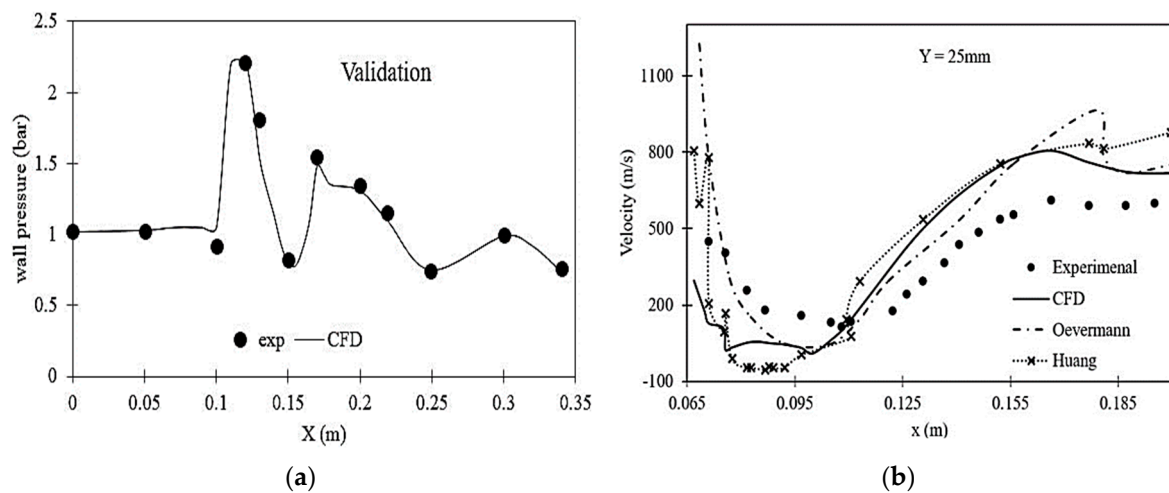 2.5
2
1.5
1
0.5
0
wall pressure (bar)
Validation
exp
CFD
0 0.05 0.1 0.15 0.2 0.25 0.3 0.35
X (m)
(a)
1100
800
500
200
-100
Velocity (m/s)
Y = 25mm
Experimenal
CFD
Oevermann
Huang
0.065 0.095 0.125 0.155 0.185
x (m)
(b)